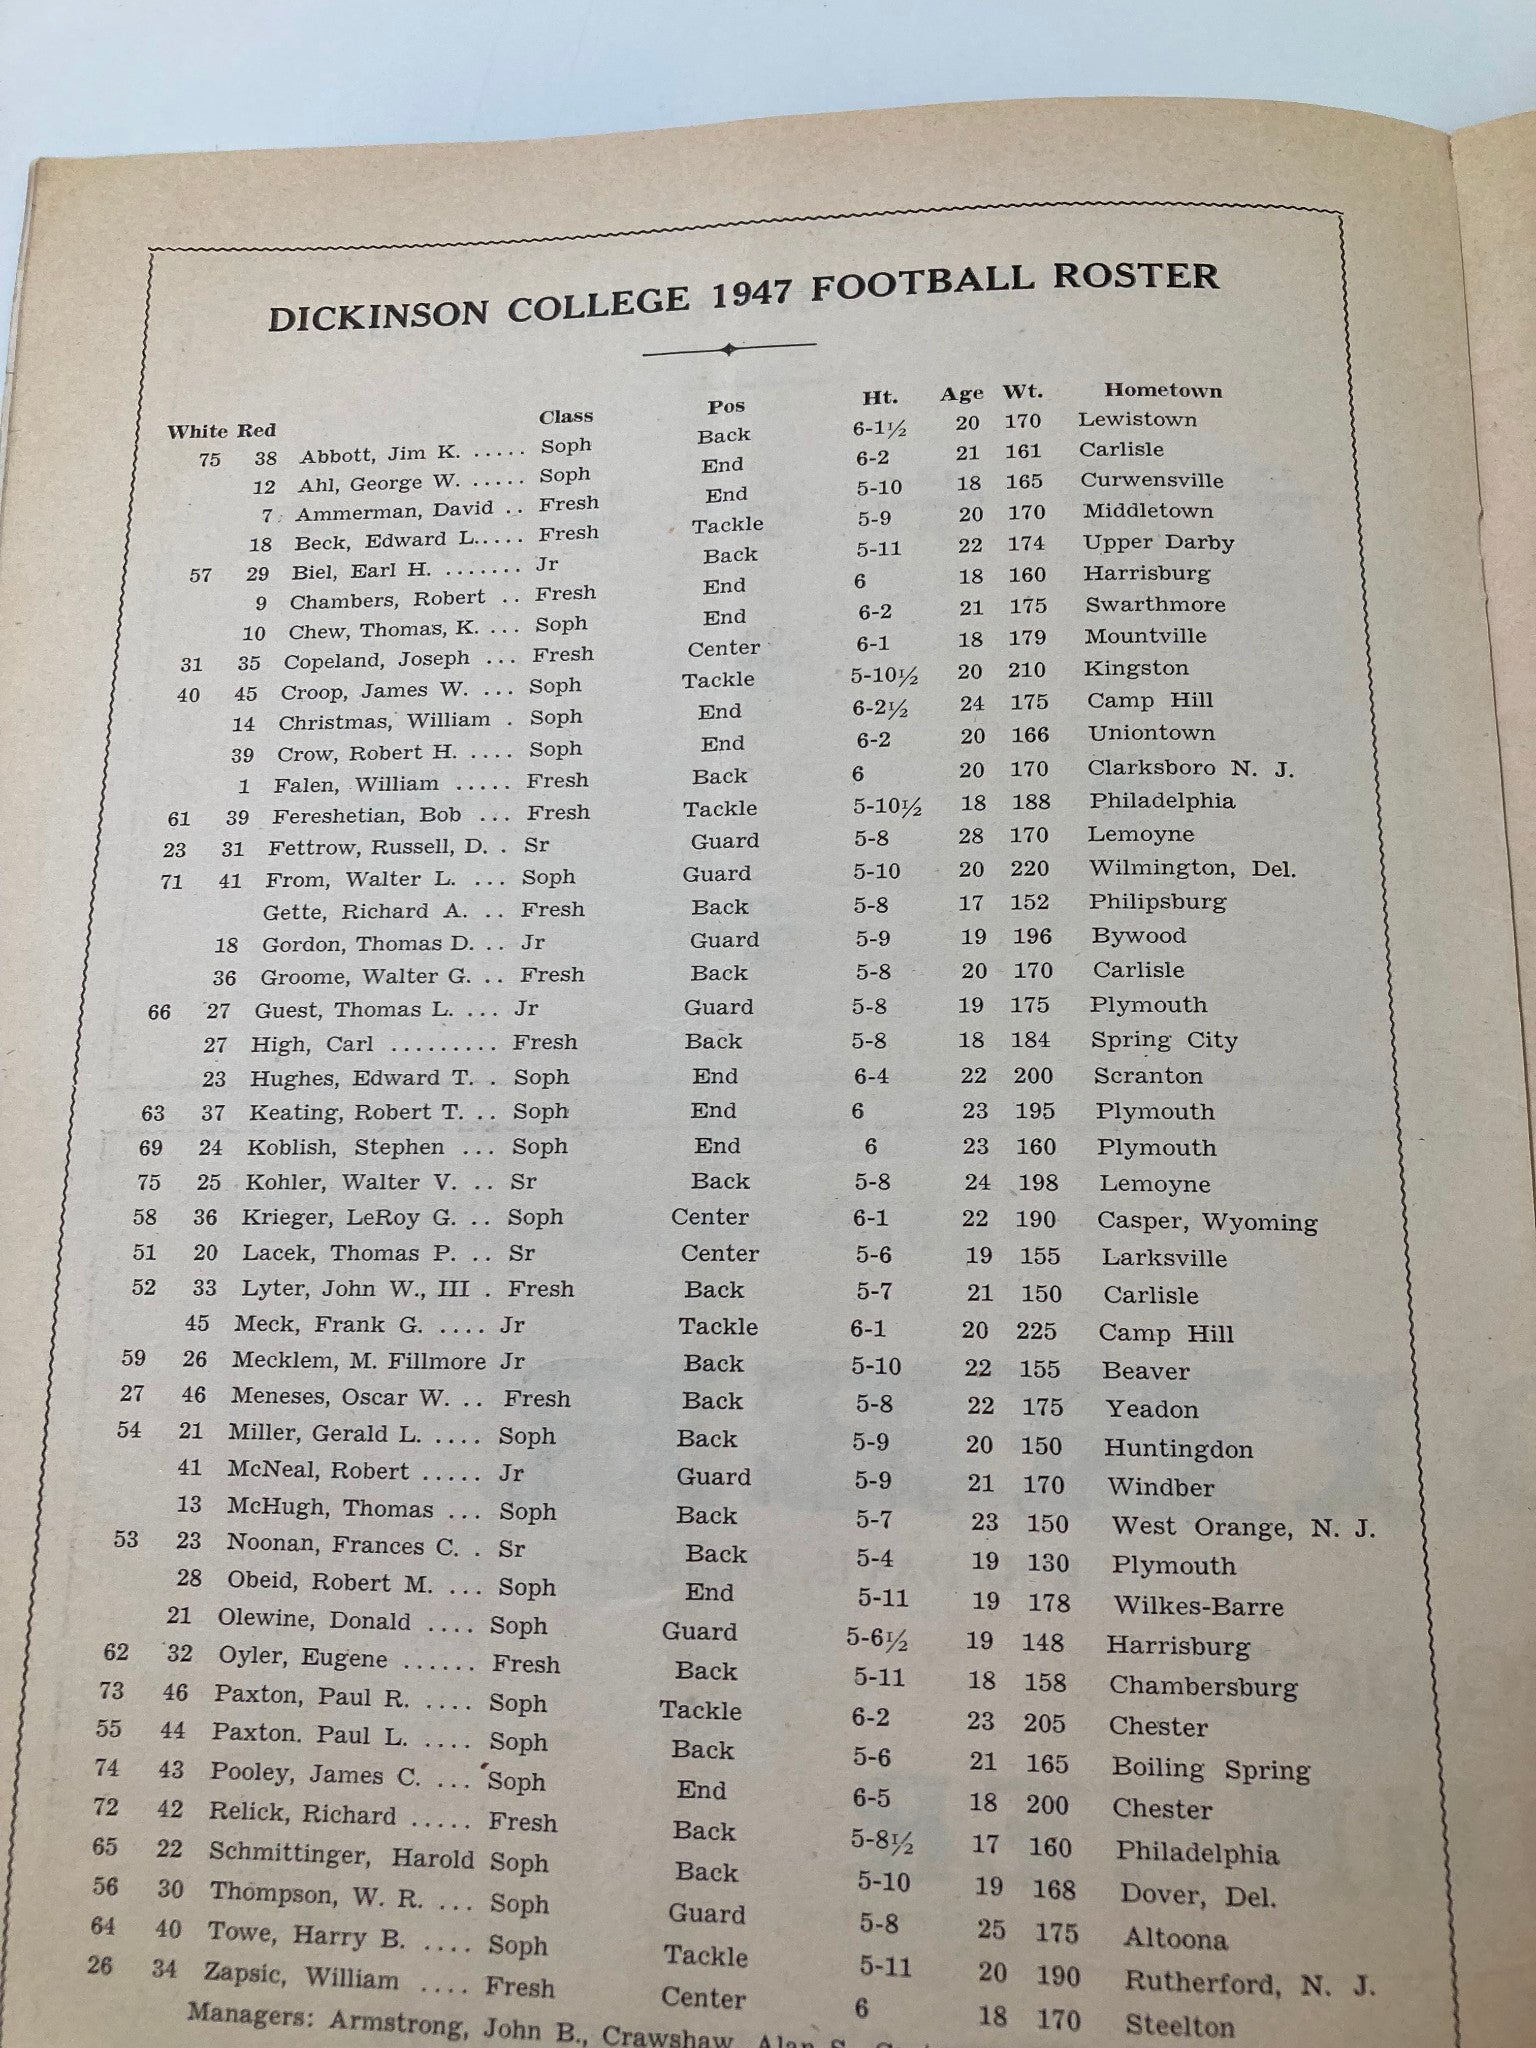 DICKINSON COLLEGE 1947 FOOTBALL ROSTER
White Red Class Pos Ht. Age Wt. Hometown
75 38 Abbott, Jim K. ..... Soph Back 6-1½ 20 170 Lewistown
12 Ahl, George W. ..... Soph End 6-2 21 161 Carlisle
7 Ammerman, David .. Fresh End 5-10 18 165 Curwensville
18 Beck, Edward L..... Fresh Tackle 5-9 20 170 Middletown
57 29 Biel, Earl H. ....... Jr Back 5-11 22 174 Upper Darby
9 Chambers, Robert .. Fresh End 6 18 160 Harrisburg
10 Chew, Thomas, K. ... Soph End 6-2 21 175 Swarthmore
31 35 Copeland, Joseph ... Fresh Center 6-1 18 179 Mountville
40 45 Croop, James W. ... Soph Tackle 5-10½ 20 210 Kingston
14 Christmas, William . Soph End 6-2½ 24 175 Camp Hill
39 Crow, Robert H. .... Soph End 6-2 20 166 Uniontown
1 Falen, William ..... Fresh Back 6 20 170 Clarksboro N. J.
61 39 Fereshetian, Bob ... Fresh Tackle 5-10½ 18 188 Philadelphia
23 31 Fettrow, Russell, D. . Sr Guard 5-8 28 170 Lemoyne
71 41 From, Walter L. ... Soph Guard 5-10 20 220 Wilmington, Del.
Gette, Richard A. .. Fresh Back 5-8 17 152 Philipsburg
18 Gordon, Thomas D. .. Jr Guard 5-9 19 196 Bywood
36 Groome, Walter G. .. Fresh Back 5-8 20 170 Carlisle
66 27 Guest, Thomas L. ... Jr Guard 5-8 19 175 Plymouth
27 High, Carl ......... Fresh Back 5-8 18 184 Spring City
23 Hughes, Edward T. . Soph End 6-4 22 200 Scranton
63 37 Keating, Robert T. .. Soph End 6 23 195 Plymouth
69 24 Koblish, Stephen ... Soph End 6 23 160 Plymouth
75 25 Kohler, Walter V. .. Sr Back 5-8 24 198 Lemoyne
58 36 Krieger, LeRoy G. .. Soph Center 6-1 22 190 Casper, Wyoming
51 20 Lacek, Thomas P. .. Sr Center 5-6 19 155 Larksville
52 33 Lyter, John W., III . Fresh Back 5-7 21 150 Carlisle
45 Meck, Frank G. .... Jr Tackle 6-1 20 225 Camp Hill
59 26 Mecklem, M. Fillmore Jr Back 5-10 22 155 Beaver
27 46 Meneses, Oscar W. .. Fresh Back 5-8 22 175 Yeadon
54 21 Miller, Gerald L. .... Soph Back 5-9 20 150 Huntingdon
41 McNeal, Robert ..... Jr Guard 5-9 21 170 Windber
13 McHugh, Thomas ... Soph Back 5-7 23 150 West Orange, N. J.
53 23 Noonan, Frances C. . Sr Back 5-4 19 130 Plymouth
28 Obeid, Robert M. ... Soph End 5-11 19 178 Wilkes-Barre
21 Olewine, Donald .... Soph Guard 5-6½ 19 148 Harrisburg
62 32 Oyler, Eugene ...... Fresh Back 5-11 18 158 Chambersburg
73 46 Paxton, Paul R. .... Soph Tackle 6-2 23 205 Chester
55 44 Paxton. Paul L. .... Soph Back 5-6 21 165 Boiling Spring
74 43 Pooley, James C. ... Soph End 6-5 18 200 Chester
72 42 Relick, Richard ..... Fresh Back 5-8½ 17 160 Philadelphia
65 22 Schmittinger, Harold Soph Back 5-10 19 168 Dover, Del.
56 30 Thompson, W. R. ... Soph Guard 5-8 25 175 Altoona
64 40 Towe, Harry B. .... Soph Tackle 5-11 20 190 Rutherford, N. J.
26 34 Zapsic, William .... Fresh Center 6 18 170 Steelton
Managers: Armstrong, John B., Crawshaw, Alan S.